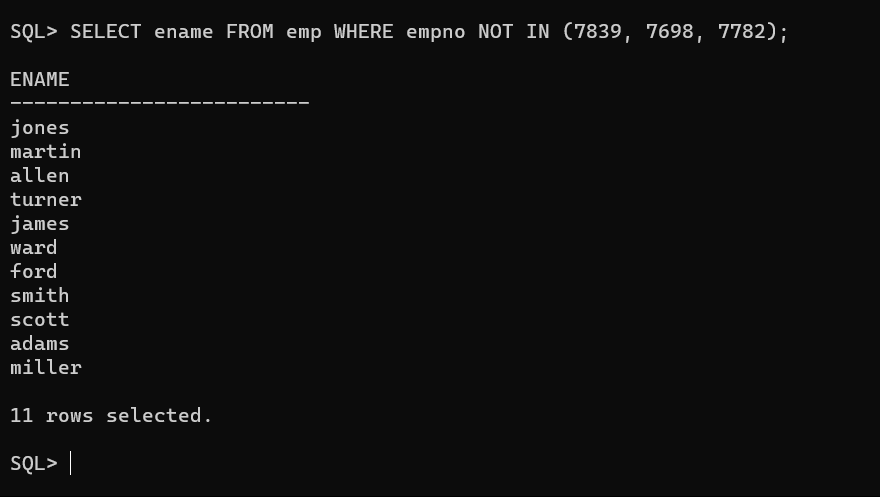 SQL> SELECT ename FROM emp WHERE empno NOT IN (7839, 7698, 7782);
ENAME
-------------------------
jones
martin
allen
turner
james
ward
ford
smith
scott
adams
miller
11 rows selected.
SQL>